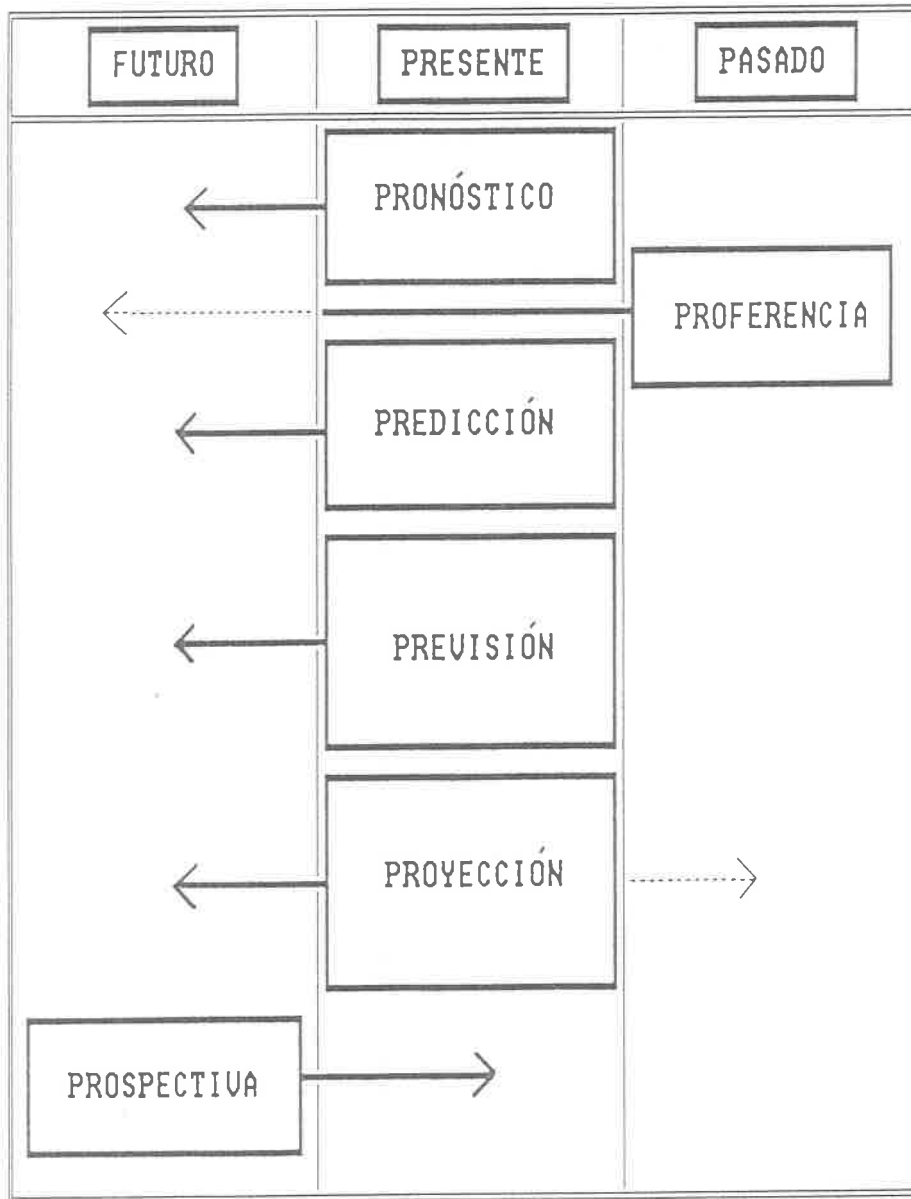 FUTURO
PRESENTE
PASADO
PRONÓSTICO
PROFERENCIA
PREDICCIÓN
PREVISIÓN
PROYECCIÓN
PROSPECTIVA